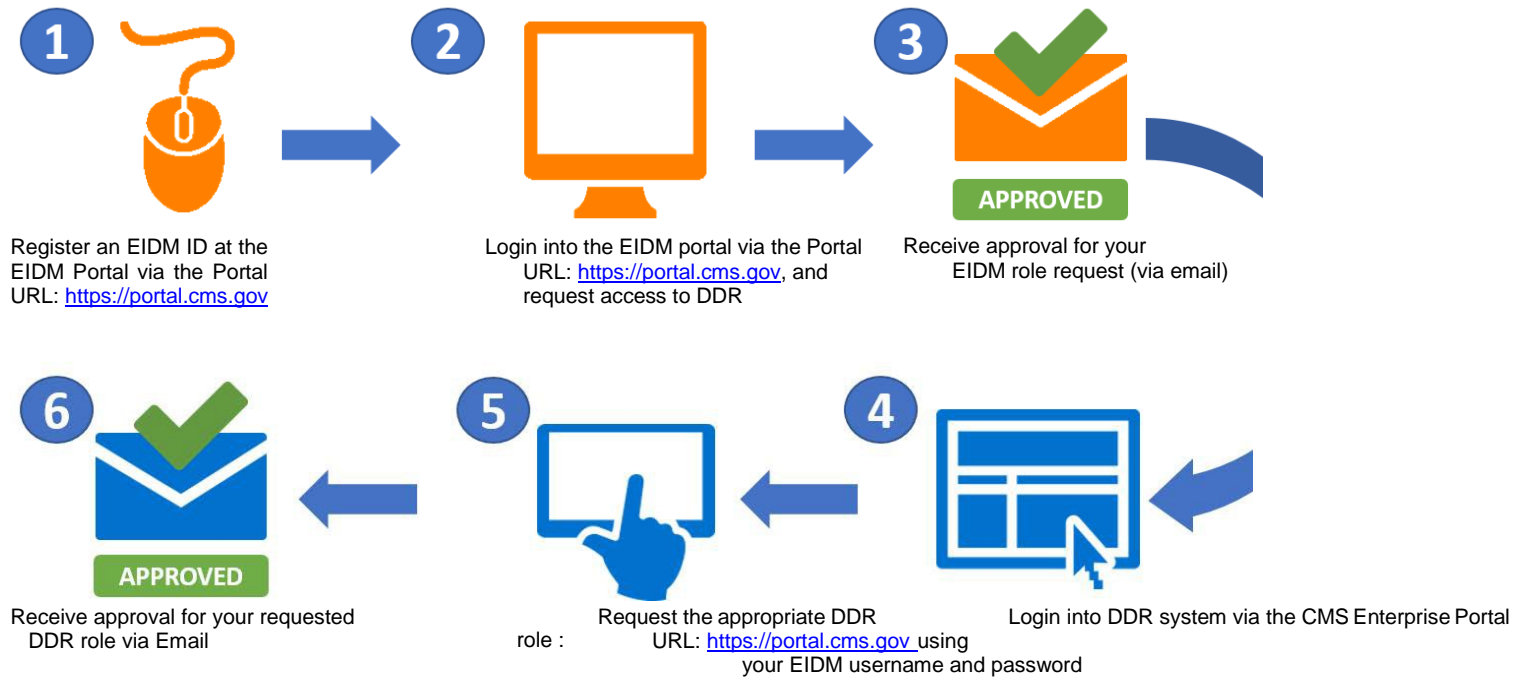 1
Register an EIDM ID at the
EIDM Portal via the Portal
URL: https://portal.cms.gov
2
Login into the EIDM portal via the Portal
URL: https://portal.cms.gov, and
request access to DDR
3
APPROVED
Receive approval for your
EIDM role request (via email)
4
Login into DDR system via the CMS Enterprise Portal
5
Request the appropriate DDR
role : URL: https://portal.cms.gov using
your EIDM username and password
6
APPROVED
Receive approval for your requested
DDR role via Email